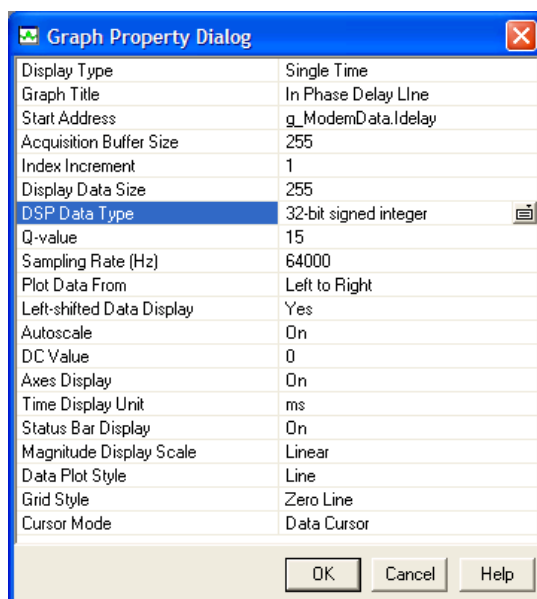 Graph Property Dialog
Display Type Single Time
Graph Title In Phase Delay LIne
Start Address g_ModemData.Idelay
Acquisition Buffer Size 255
Index Increment 1
Display Data Size 255
DSP Data Type 32-bit signed integer
Q-value 15
Sampling Rate (Hz) 64000
Plot Data From Left to Right
Left-shifted Data Display Yes
Autoscale On
DC Value 0
Axes Display On
Time Display Unit ms
Status Bar Display On
Magnitude Display Scale Linear
Data Plot Style Line
Grid Style Zero Line
Cursor Mode Data Cursor
OK Cancel Help